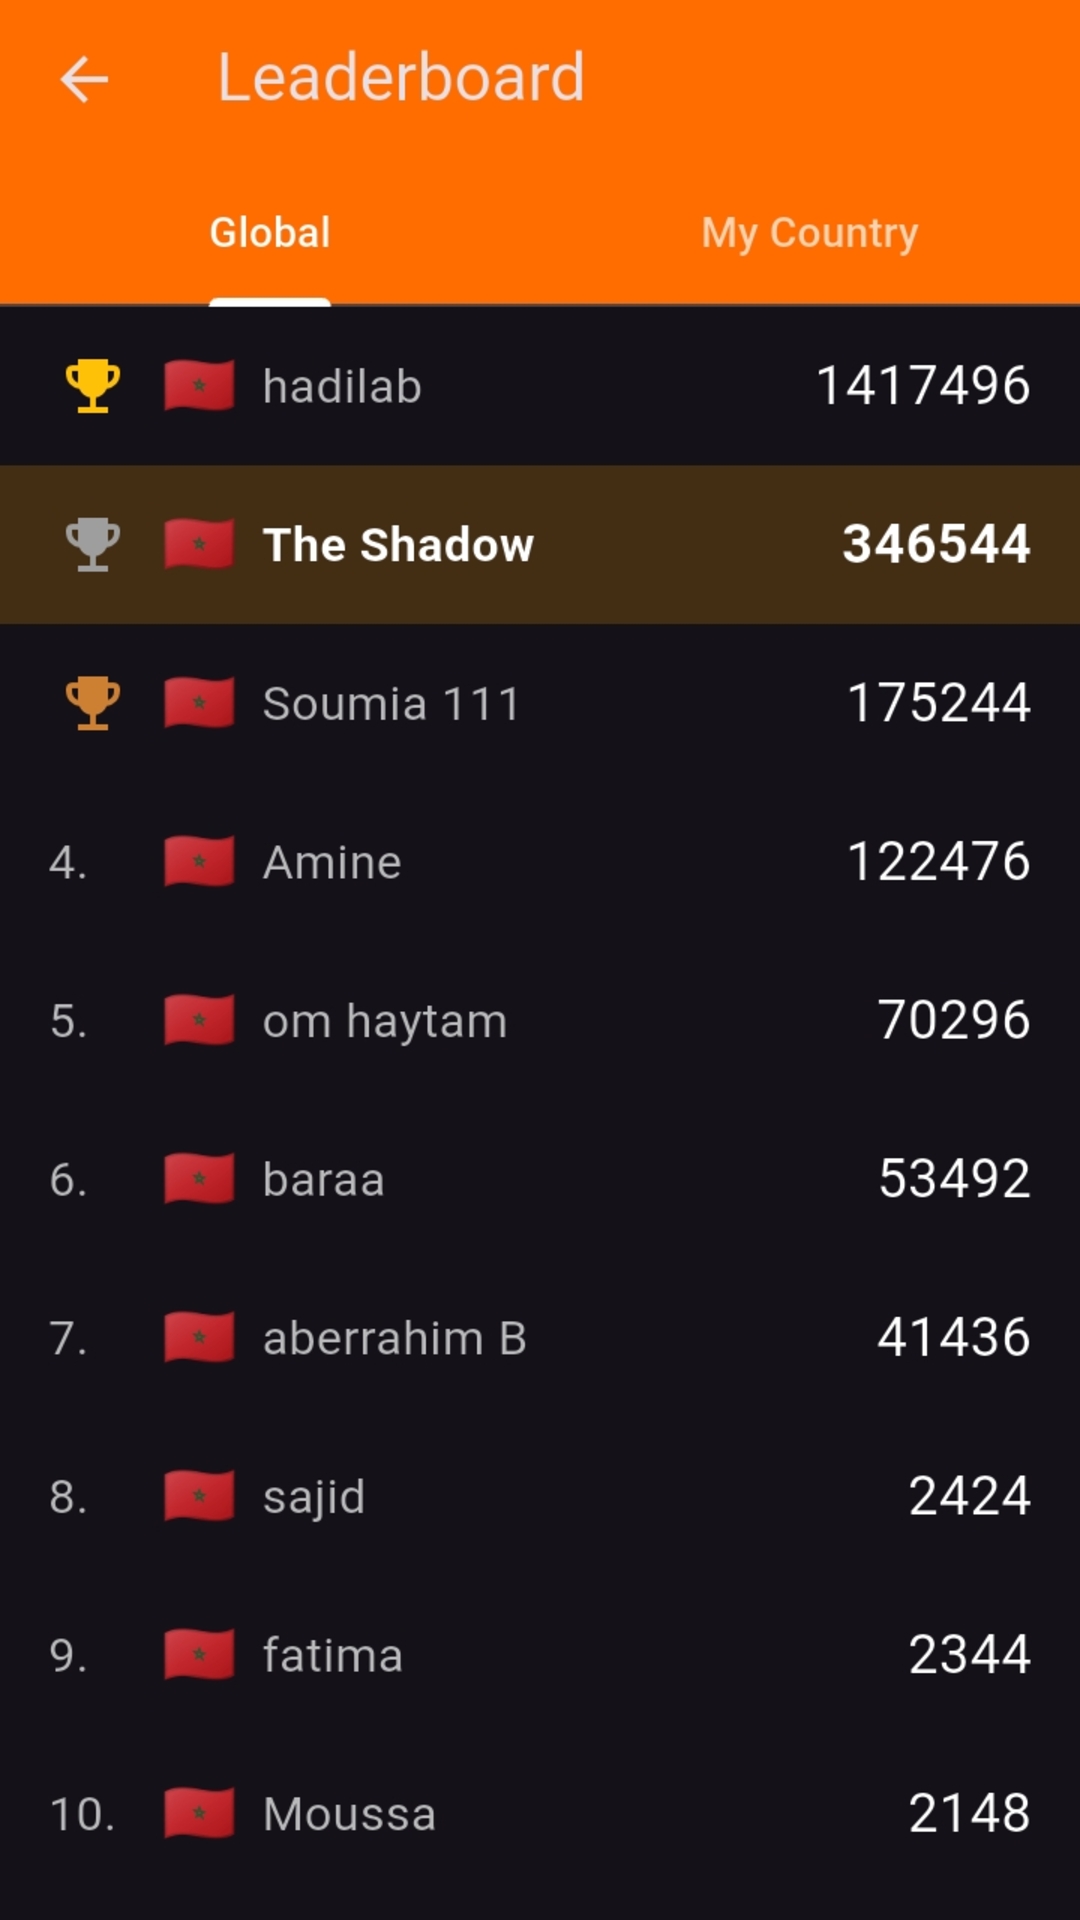 Leaderboard
Global My Country
hadilab 1417496
The Shadow 346544
Soumia 111 175244
4. Amine 122476
5. om haytam 70296
6. baraa 53492
7. aberrahim B 41436
8. sajid 2424
9. fatima 2344
10. Moussa 2148